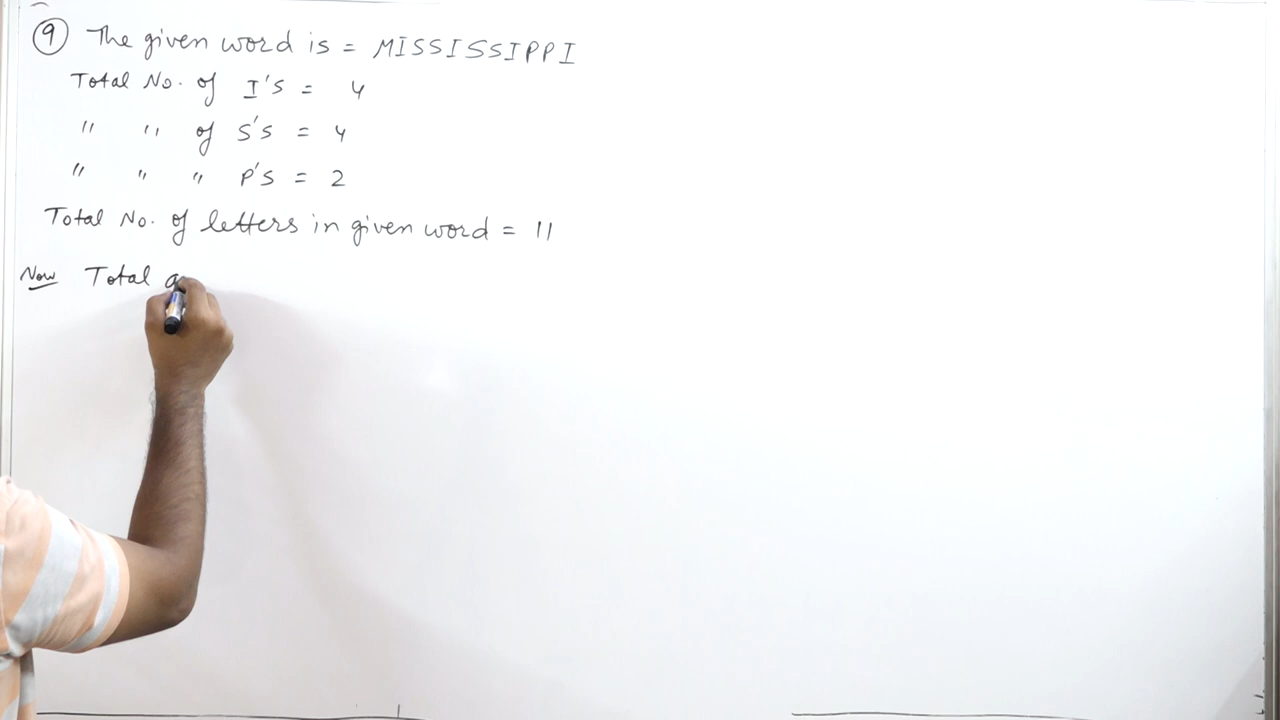 9 The given word is = MISSISSIPPI
Total No. of I's = 4
" " of S's = 4
" " " P's = 2
Total No. of letters in given word = 11
Now Total a